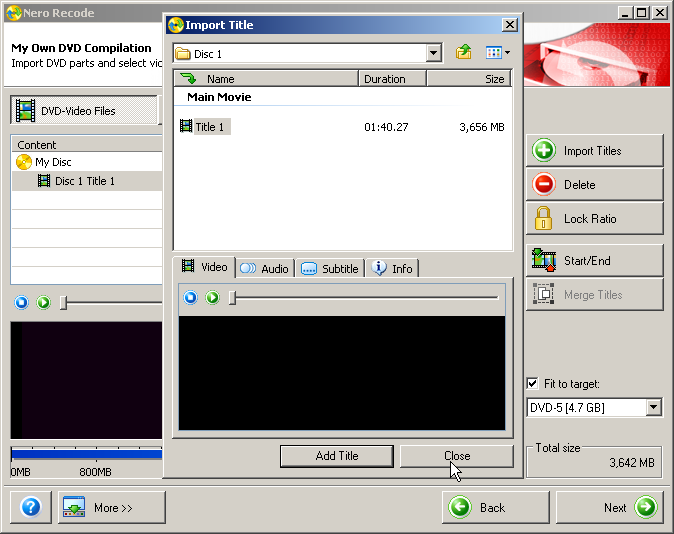 Nero Recode
My Own DVD Compilation
Import DVD parts and select vi
DVD-Video Files
Content
My Disc
Disc 1 Title 1
0MB 800MB
More >>
Import Title
Disc 1
Name Duration Size
Main Movie
Title 1 01:40.27 3,656 MB
Video Audio Subtitle Info
Add Title Close
Import Titles
Delete
Lock Ratio
Start/End
Merge Titles
Fit to target:
DVD-5 [4.7 GB]
Total size
3,642 MB
Back Next